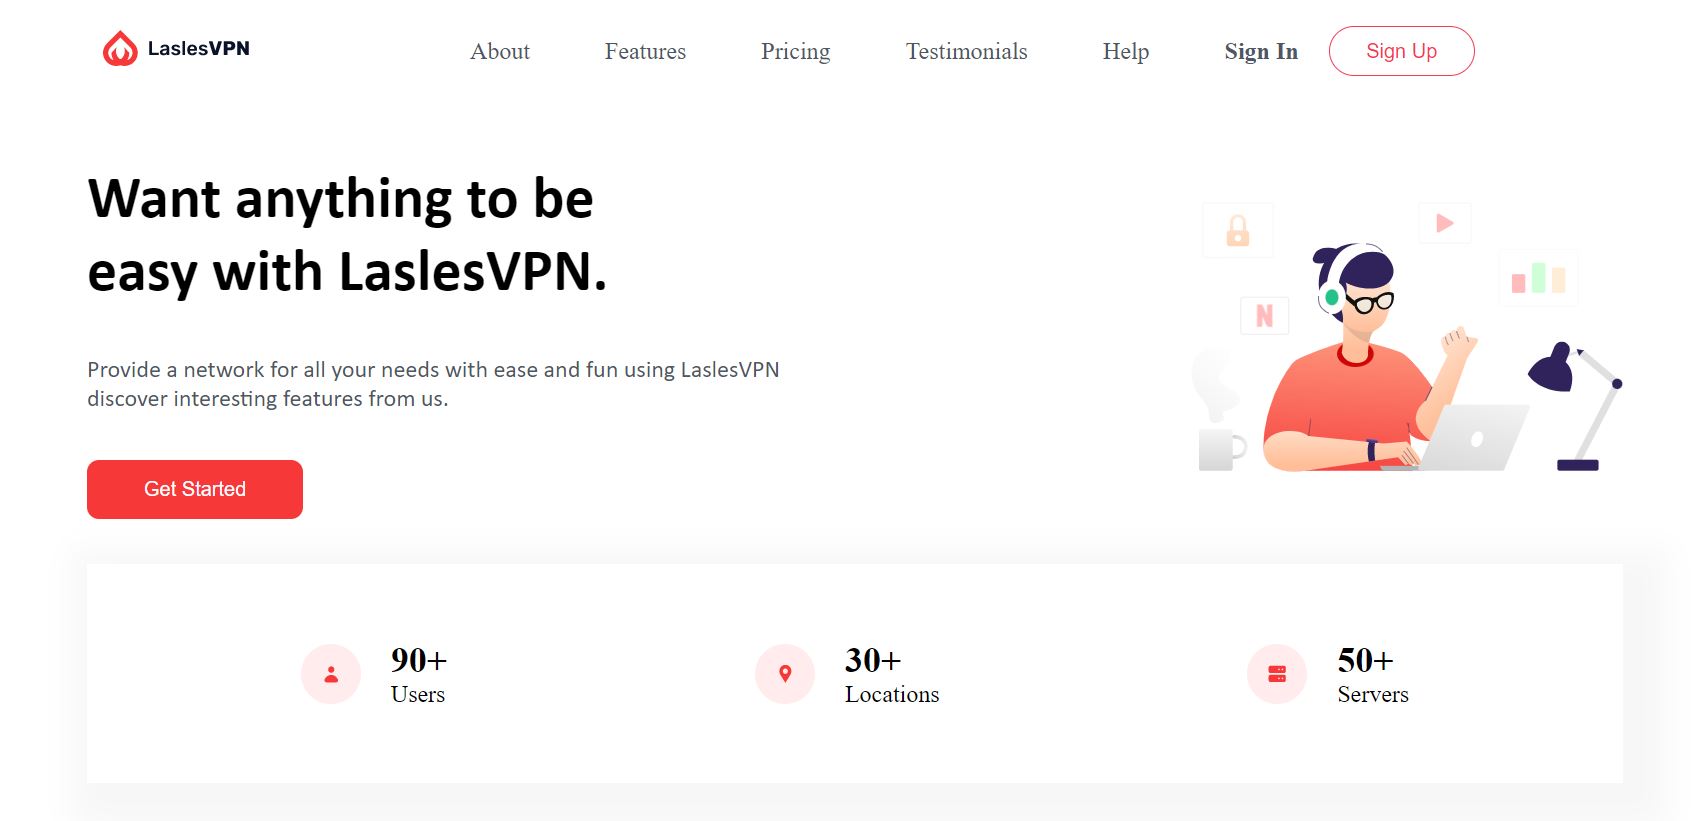 LaslesVPN
About
Features
Pricing
Testimonials
Help
Sign In
Sign Up
Want anything to be
easy with LaslesVPN.
Provide a network for all your needs with ease and fun using LaslesVPN
discover interesting features from us.
Get Started
N
90+
Users
30+
Locations
50+
Servers